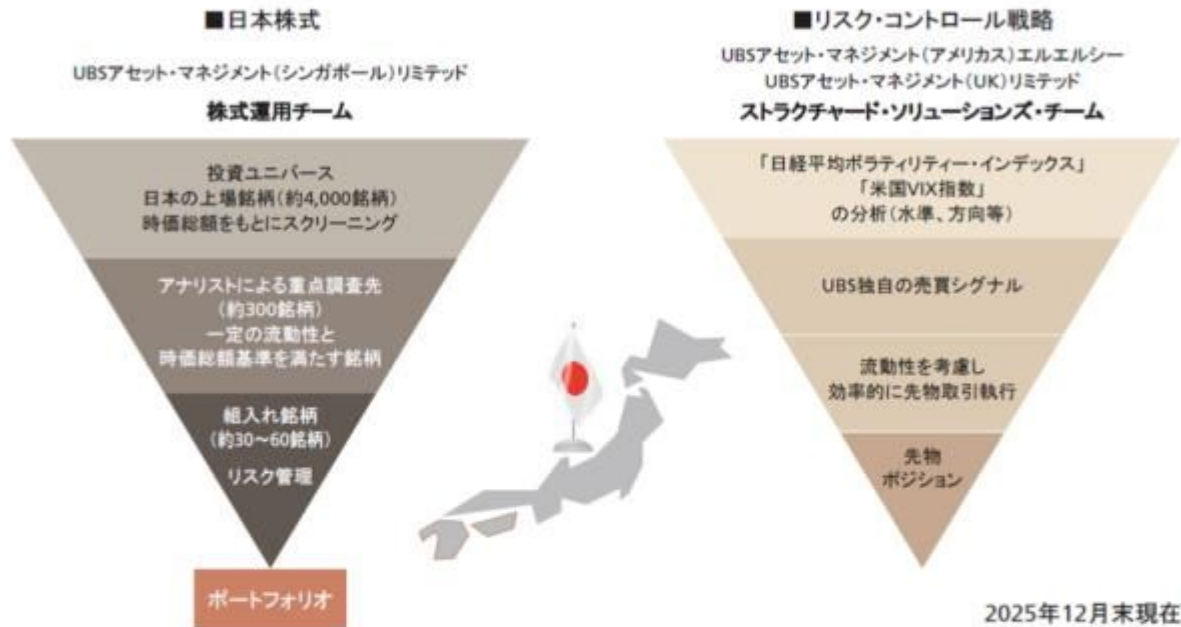 ■日本株式
UBSアセット・マネジメント(シンガポール)リミテッド
株式運用チーム
投資ユニバース
日本の上場銘柄(約4,000銘柄)
時価総額をもとにスクリーニング
アナリストによる重点調査先
(約300銘柄)
一定の流動性と
時価総額基準を満たす銘柄
組入れ銘柄
(約30~60銘柄)
リスク管理
ポートフォリオ
■リスク・コントロール戦略
UBSアセット・マネジメント(アメリカス)エルエルシー
UBSアセット・マネジメント(UK)リミテッド
ストラクチャード・ソリューションズ・チーム
「日経平均ボラティリティー・インデックス」
「米国VIX指数」
の分析(水準、方向等)
UBS独自の売買シグナル
流動性を考慮し
効率的に先物取引執行
先物
ポジション
2025年12月末現在